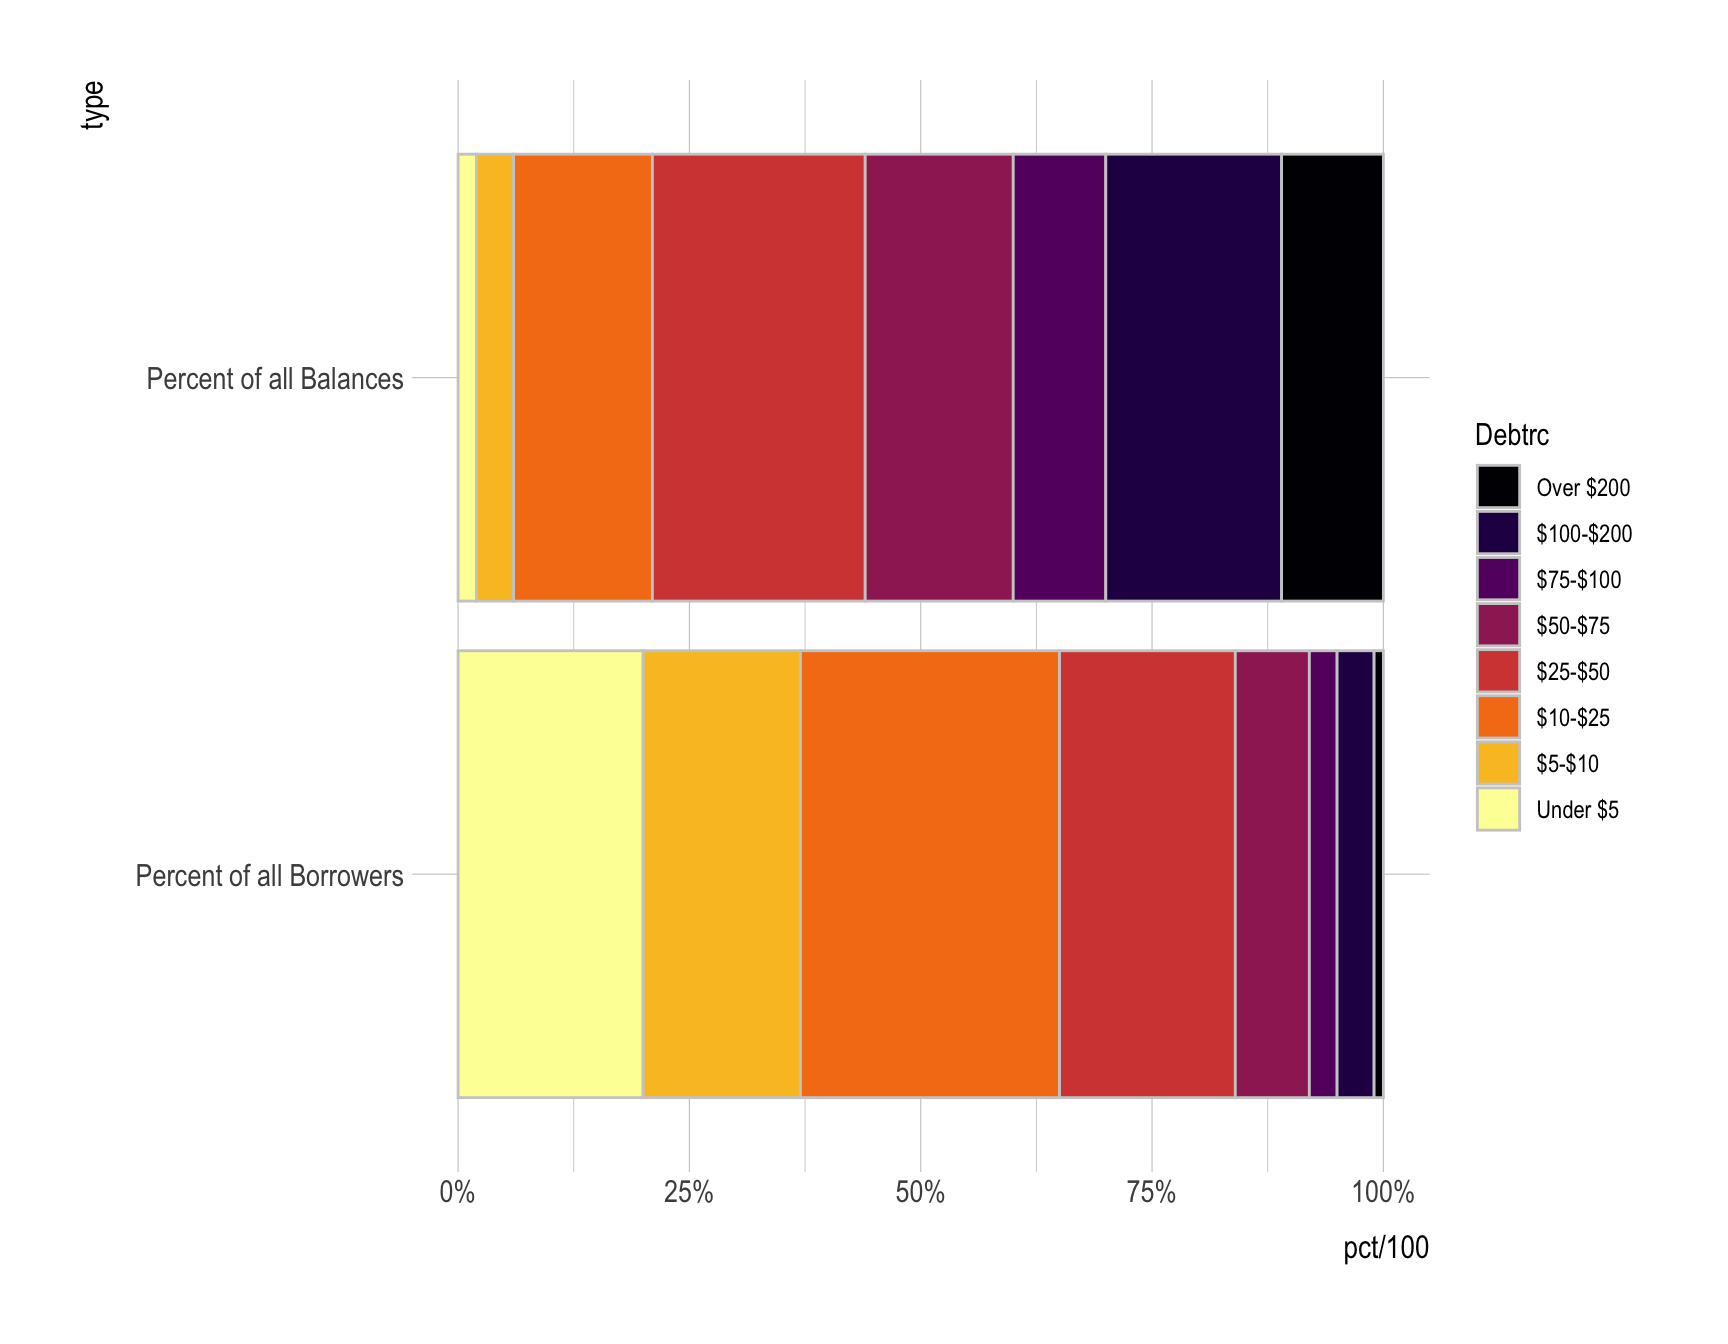 type
Percent of all Balances
Percent of all Borrowers
0%
25%
50%
75%
100%
pct/100
Debtrc
Over $200
$100-$200
$75-$100
$50-$75
$25-$50
$10-$25
$5-$10
Under $5